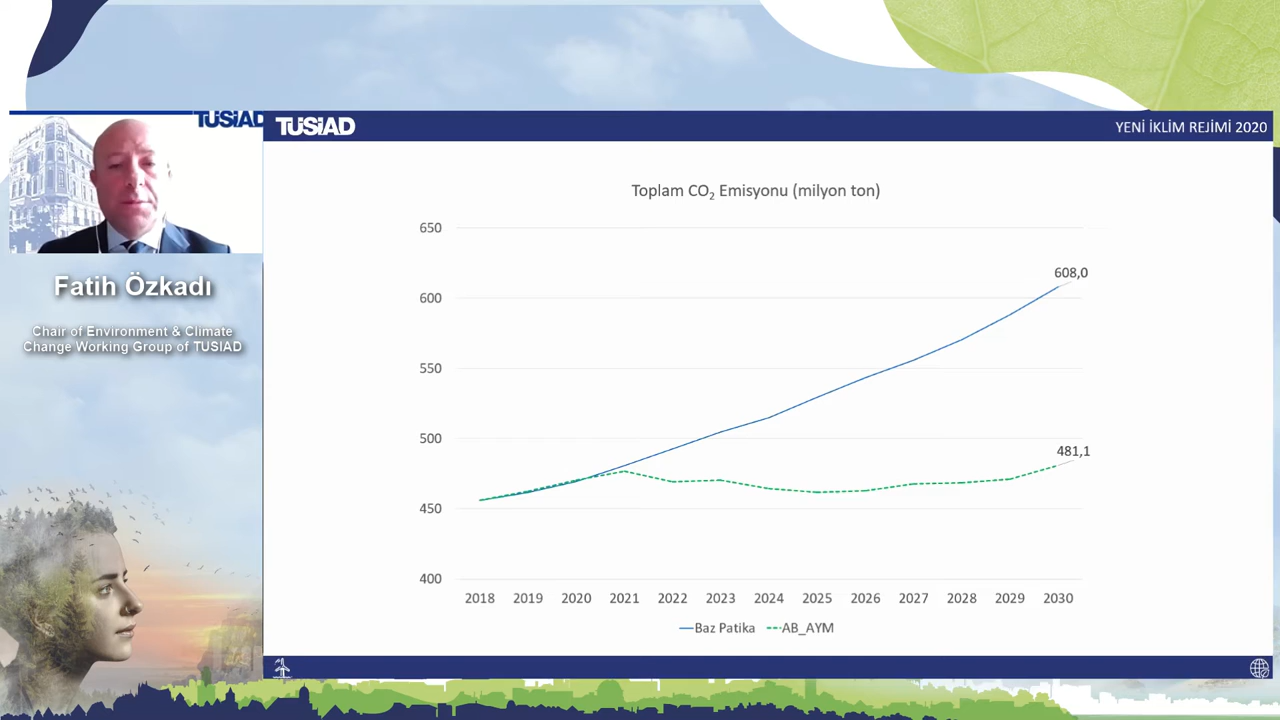 TUSiAD
TUSiAD
YENİ İKLİM REJİMİ 2020
Fatih Özkadı
Chair of Environment & Climate
Change Working Group of TUSIAD
Toplam CO₂ Emisyonu (milyon ton)
650
600
550
500
450
400
608,0
481,1
2018 2019 2020 2021 2022 2023 2024 2025 2026 2027 2028 2029 2030
Baz Patika AB_AYM